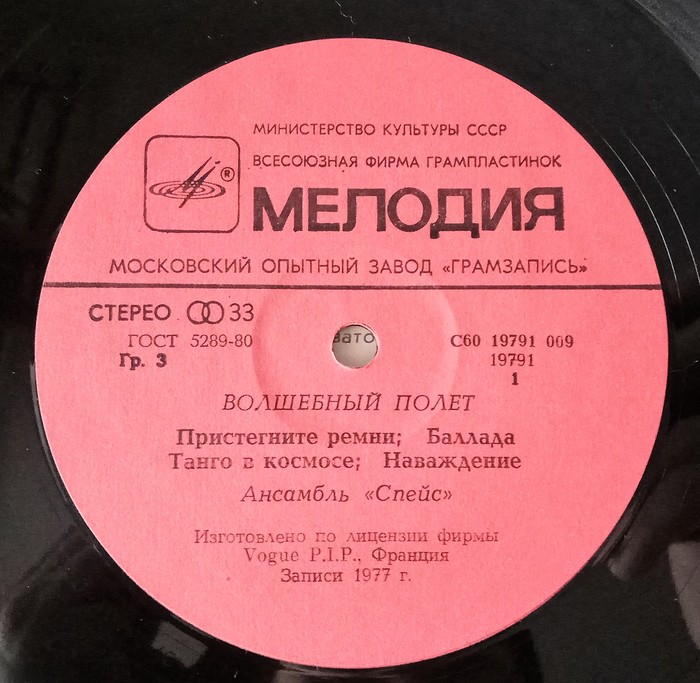 МИНИСТЕРСТВО КУЛЬТУРЫ СССР
ВСЕСОЮЗНАЯ ФИРМА ГРАМПЛАСТИНОК
®
МЕЛОДИЯ
МОСКОВСКИЙ ОПЫТНЫЙ ЗАВОД «ГРАМЗАПИСЬ»
СТЕРЕО 33
ГОСТ 5289-80
Гр. 3
зато
С60 19791 009
19791
1
ВОЛШЕБНЫЙ ПОЛЕТ
Пристегните ремни; Баллада
Танго в космосе; Наваждение
Ансамбль «Спейс»
Изготовлено по лицензии фирмы
Vogue P.I.P., Франция
Записи 1977 г.